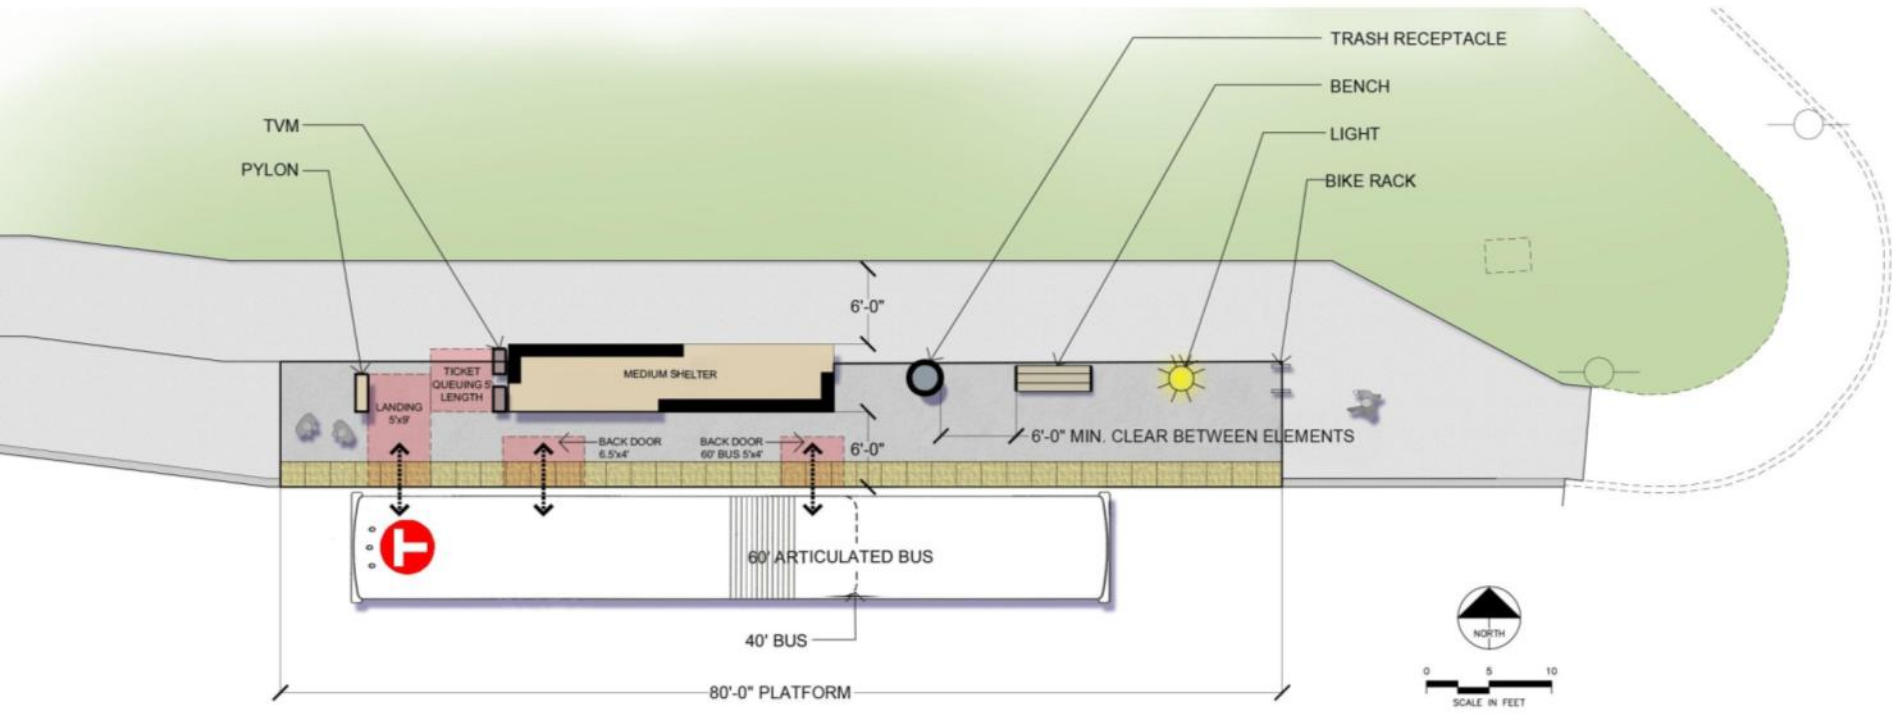 TRASH RECEPTACLE
BENCH
TVM
LIGHT
PYLON
BIKE RACK
6'-0"
TICKET
QUEUING 5'
LENGTH
MEDIUM SHELTER
LANDING
5'x9'
BACK DOOR
6.5'x4'
BACK DOOR
60' BUS 5'x4'
6'-0"
6'-0" MIN. CLEAR BETWEEN ELEMENTS
T
60' ARTICULATED BUS
40' BUS
NORTH
0 5 10
SCALE IN FEET
80'-0" PLATFORM